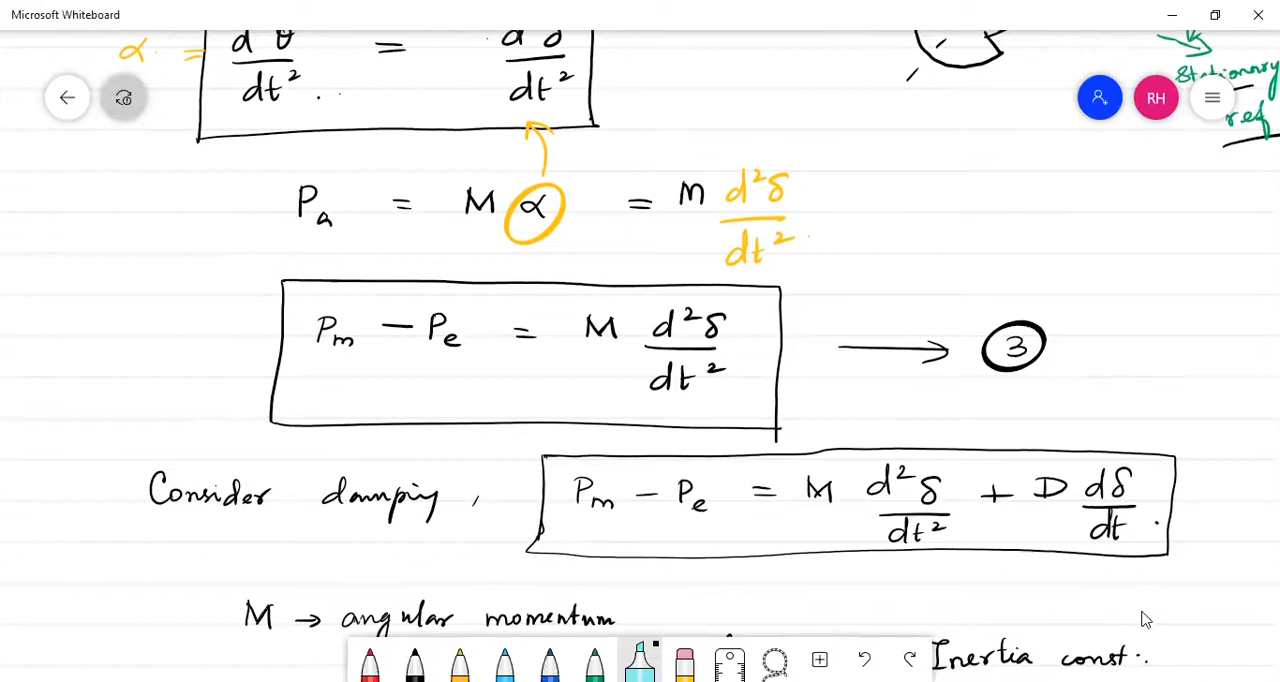 Microsoft Whiteboard
α = d²θ/dt² = d²δ/dt²
Stationary
ref
RH
Pa = M α = M d²δ/dt²
Pm - Pe = M d²δ/dt² → 3
Consider damping, Pm - Pe = M d²δ/dt² + D dδ/dt.
M → angular momentum
Inertia const.